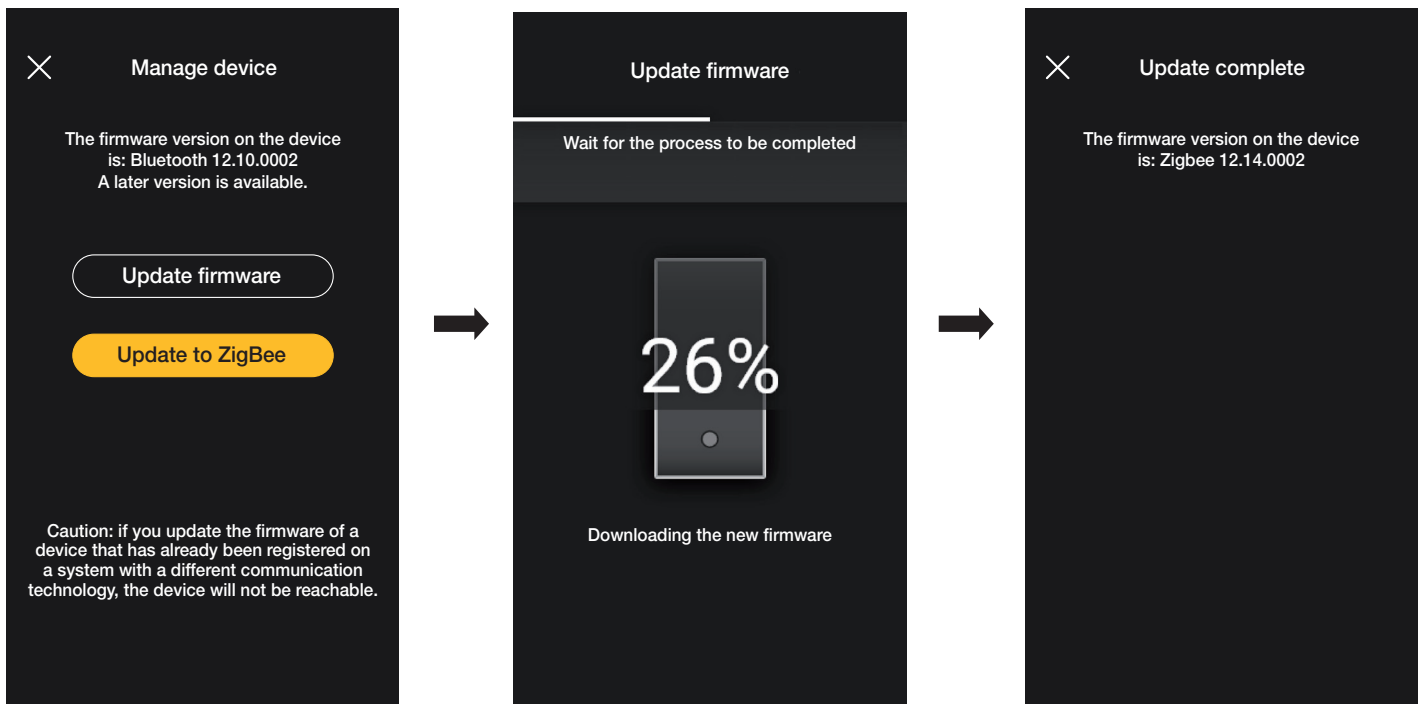 Manage device
The firmware version on the device
is: Bluetooth 12.10.0002
A later version is available.
Update firmware
Update to ZigBee
Caution: if you update the firmware of a
device that has already been registered on
a system with a different communication
technology, the device will not be reachable.
Update firmware
Wait for the process to be completed
26%
Downloading the new firmware
Update complete
The firmware version on the device
is: Zigbee 12.14.0002